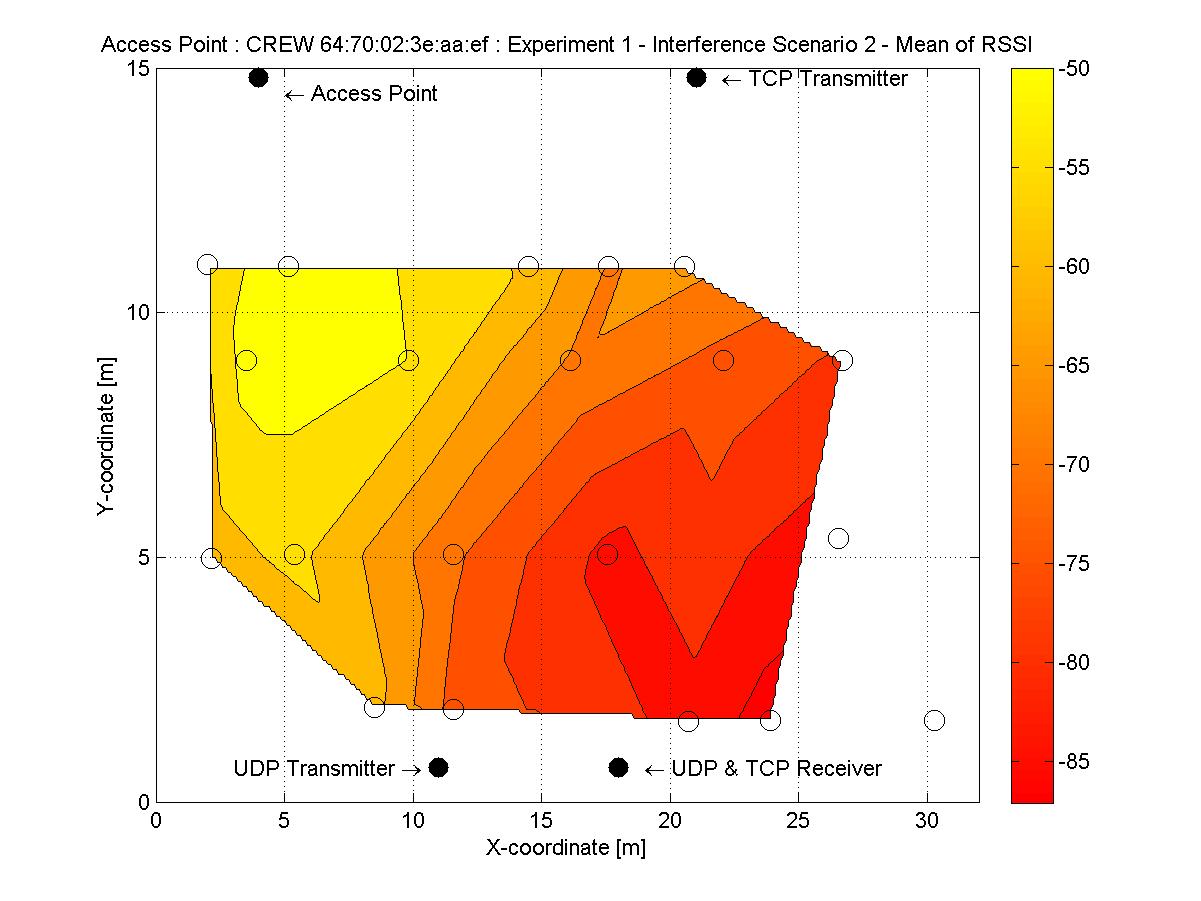 Access Point : CREW 64:70:02:3e:aa:ef : Experiment 1 - Interference Scenario 2 - Mean of RSSI
15
← Access Point
← TCP Transmitter
10
5
0
Y-coordinate [m]
UDP Transmitter →
← UDP & TCP Receiver
0 5 10 15 20 25 30
X-coordinate [m]
-50
-55
-60
-65
-70
-75
-80
-85